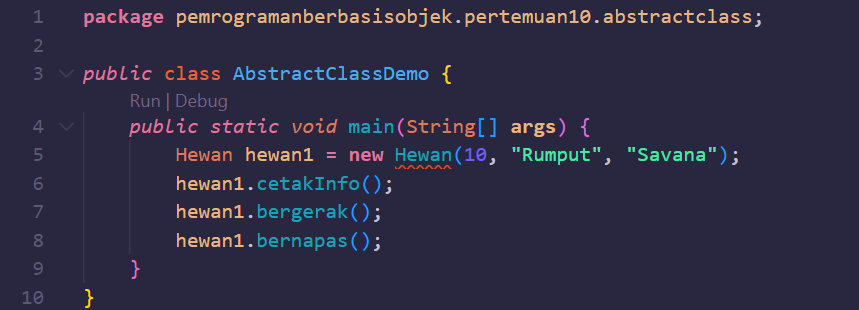 1 package pemrogramanberbasisobjek.pertemuan10.abstractclass;
2
3 public class AbstractClassDemo {
Run | Debug
4 public static void main(String[] args) {
5 Hewan hewan1 = new Hewan(10, "Rumput", "Savana");
6 hewan1.cetakInfo();
7 hewan1.bergerak();
8 hewan1.bernapas();
9 }
10 }